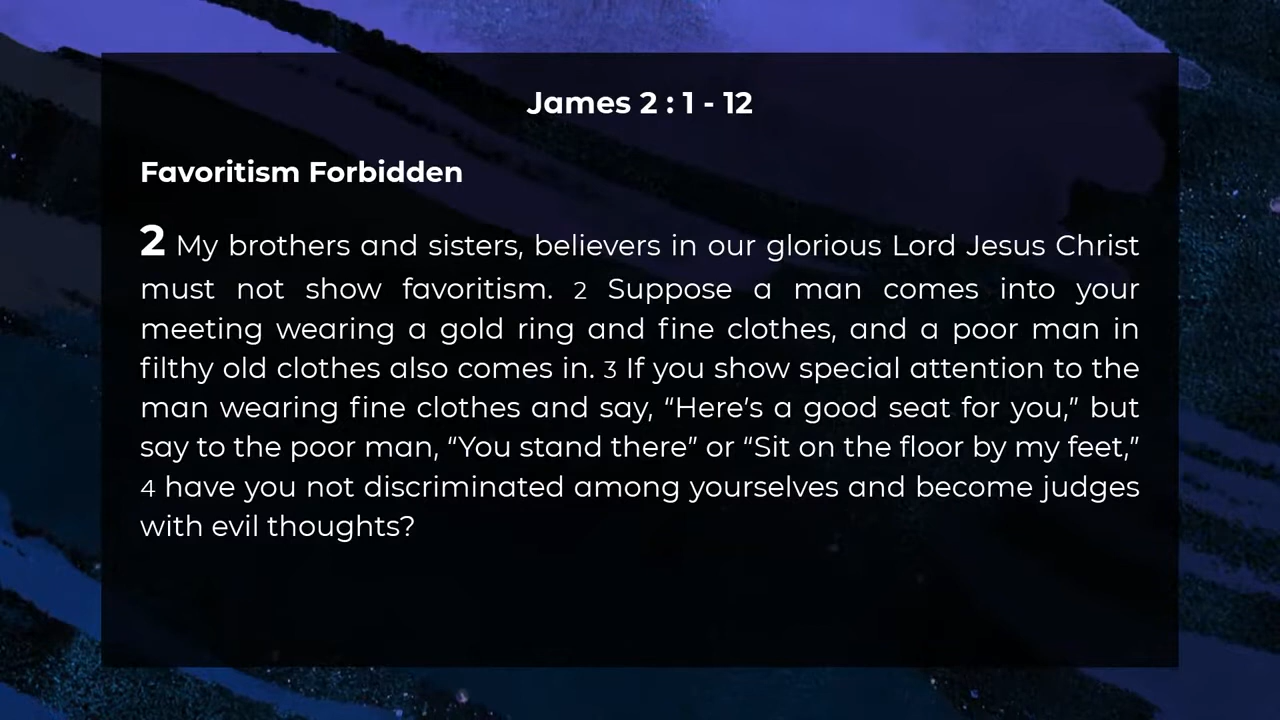 James 2 : 1 - 12
Favoritism Forbidden
2 My brothers and sisters, believers in our glorious Lord Jesus Christ
must not show favoritism. 2 Suppose a man comes into your
meeting wearing a gold ring and fine clothes, and a poor man in
filthy old clothes also comes in. 3 If you show special attention to the
man wearing fine clothes and say, “Here’s a good seat for you,” but
say to the poor man, “You stand there” or “Sit on the floor by my feet,”
4 have you not discriminated among yourselves and become judges
with evil thoughts?